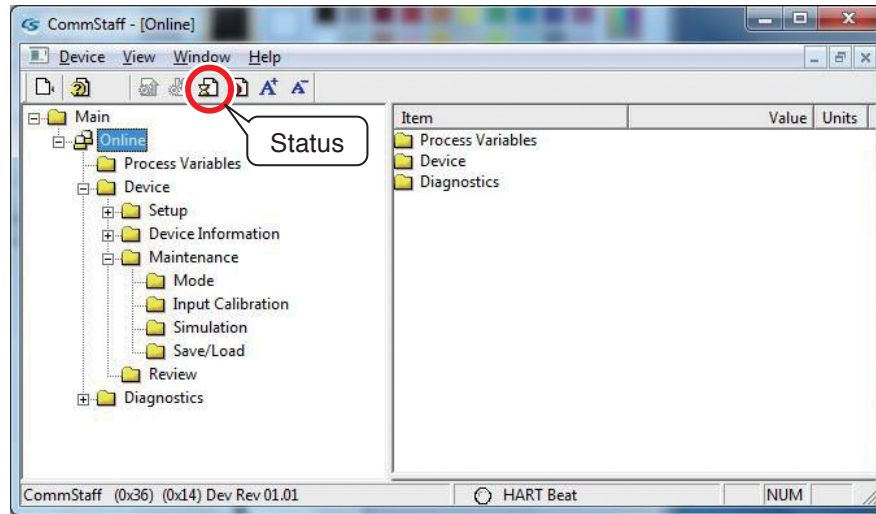 CommStaff - [Online]
Device View Window Help
A+ A-
Status
Main
Online
Process Variables
Device
Setup
Device Information
Maintenance
Mode
Input Calibration
Simulation
Save/Load
Review
Diagnostics
Item Value Units
Process Variables
Device
Diagnostics
CommStaff (0x36) (0x14) Dev Rev 01.01 HART Beat NUM